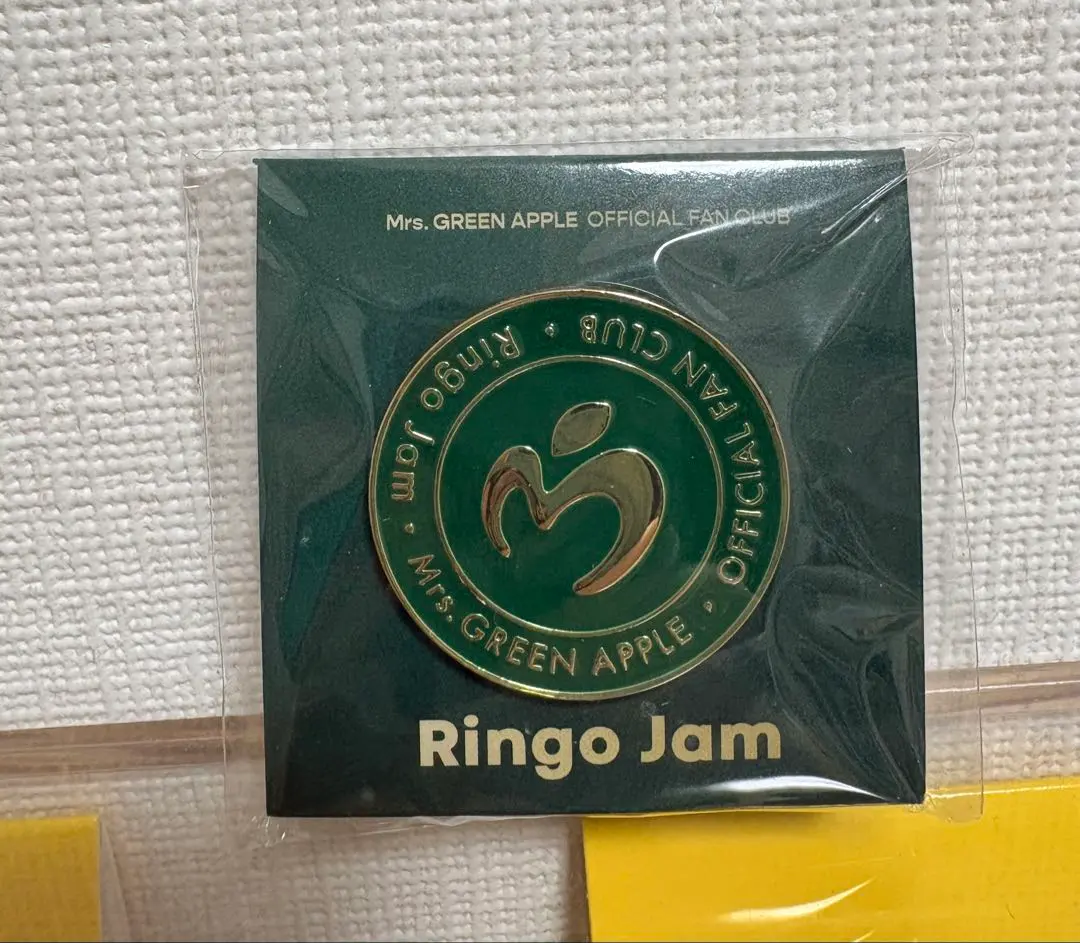 Mrs. GREEN APPLE OFFICIAL FAN CLUB
Ringo Jam • Mrs. GREEN APPLE • OFFICIAL FAN CLUB •
Ringo Jam